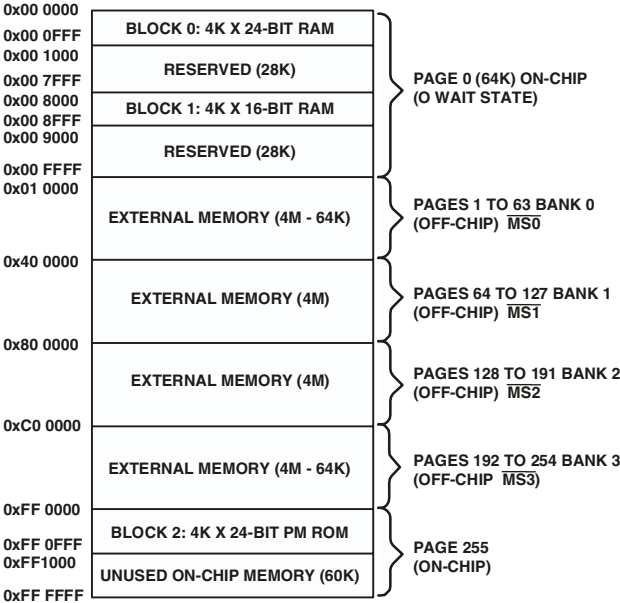 0x00 0000
BLOCK 0: 4K X 24-BIT RAM
0x00 0FFF
0x00 1000
RESERVED (28K)
0x00 7FFF
PAGE 0 (64K) ON-CHIP
(O WAIT STATE)
0x00 8000
BLOCK 1: 4K X 16-BIT RAM
0x00 8FFF
0x00 9000
RESERVED (28K)
0x00 FFFF
0x01 0000
EXTERNAL MEMORY (4M - 64K)
PAGES 1 TO 63 BANK 0
(OFF-CHIP) MS0
0x40 0000
EXTERNAL MEMORY (4M)
PAGES 64 TO 127 BANK 1
(OFF-CHIP) MS1
0x80 0000
EXTERNAL MEMORY (4M)
PAGES 128 TO 191 BANK 2
(OFF-CHIP) MS2
0xC0 0000
EXTERNAL MEMORY (4M - 64K)
PAGES 192 TO 254 BANK 3
(OFF-CHIP MS3)
0xFF 0000
BLOCK 2: 4K X 24-BIT PM ROM
0xFF 0FFF
0xFF1000
PAGE 255
(ON-CHIP)
UNUSED ON-CHIP MEMORY (60K)
0xFF FFFF